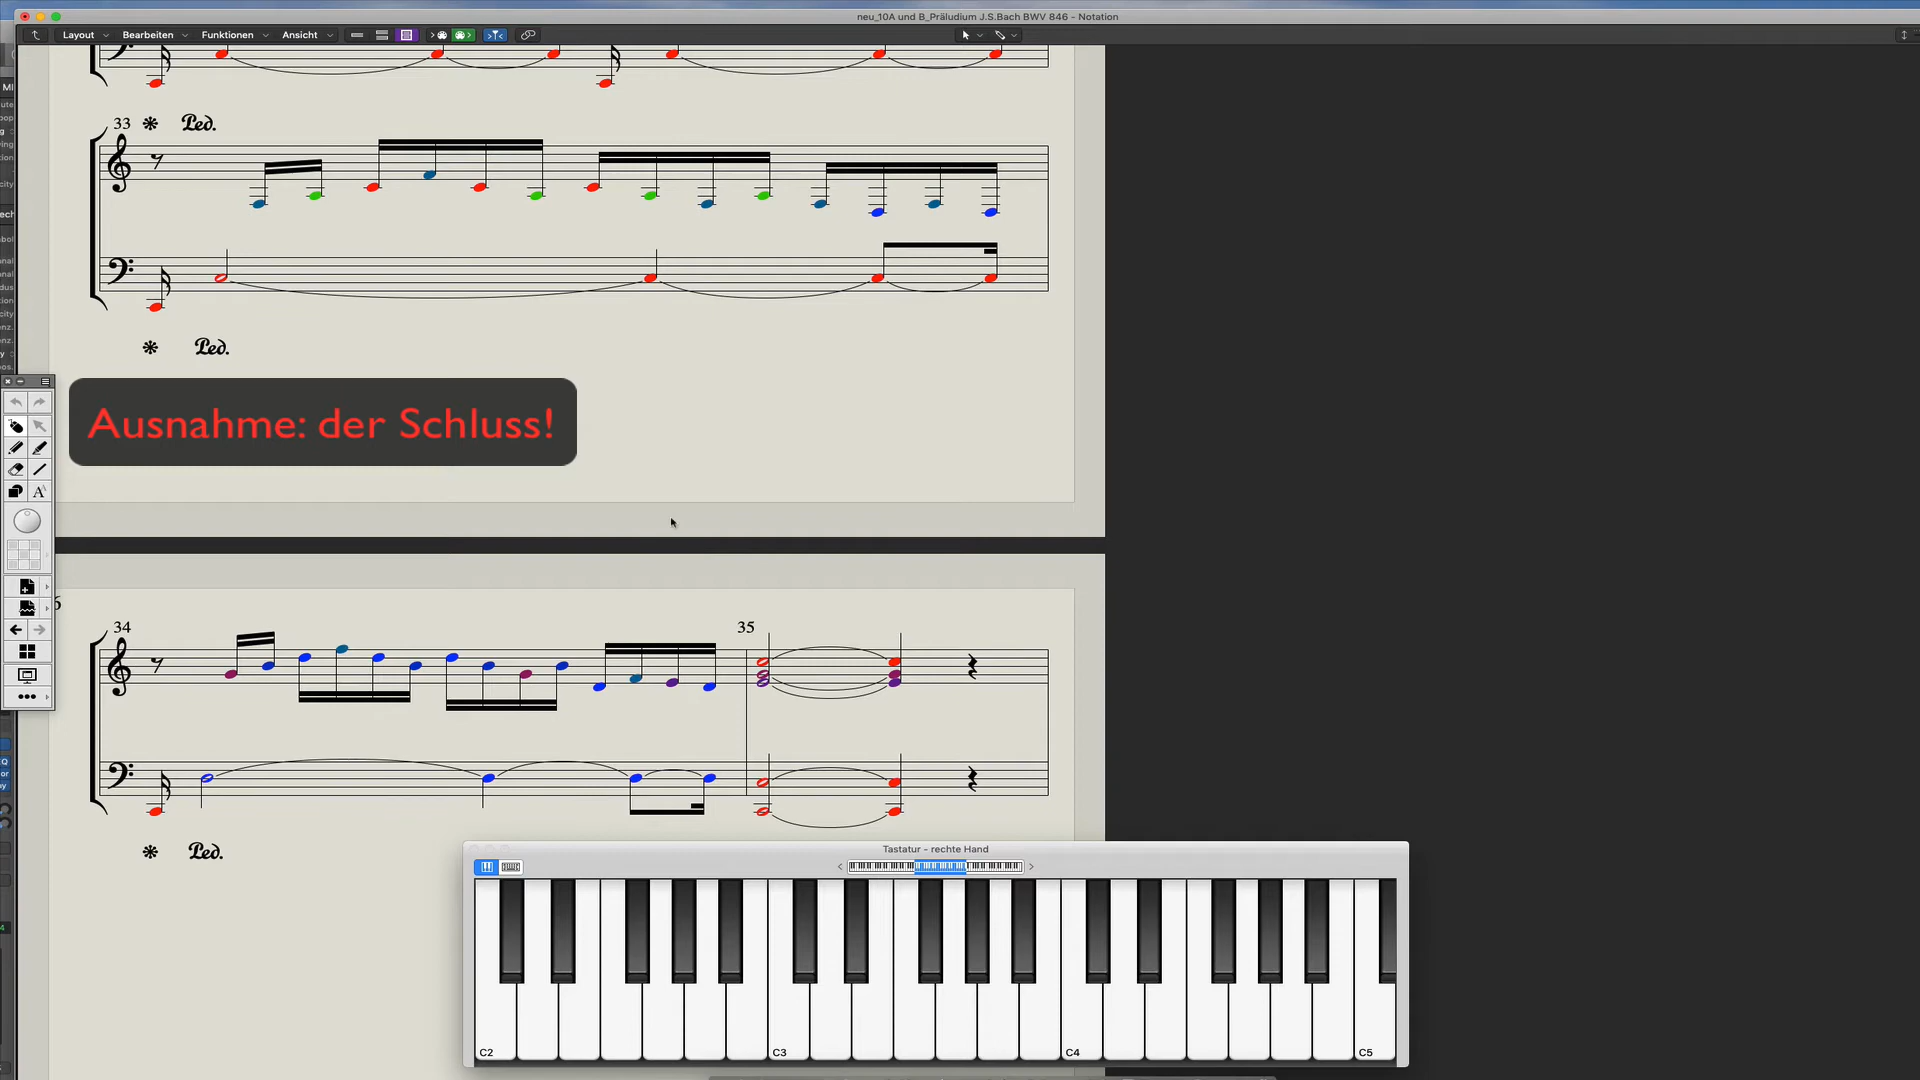 neu_10A und B_Präludium J.S.Bach BWV 846 - Notation
Layout Bearbeiten Funktionen Ansicht
33 Ped.
Ped.
Ausnahme: der Schluss!
34 35
Ped.
Tastatur - rechte Hand
C2 C3 C4 C5